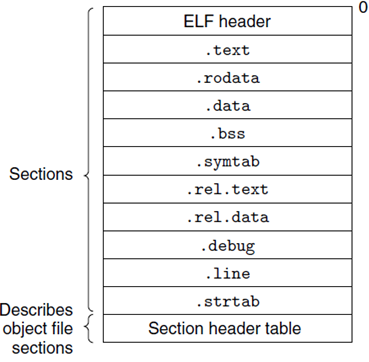 0
ELF header
.text
.rodata
.data
.bss
.symtab
.rel.text
.rel.data
.debug
.line
.strtab
Section header table
Sections
Describes
object file
sections